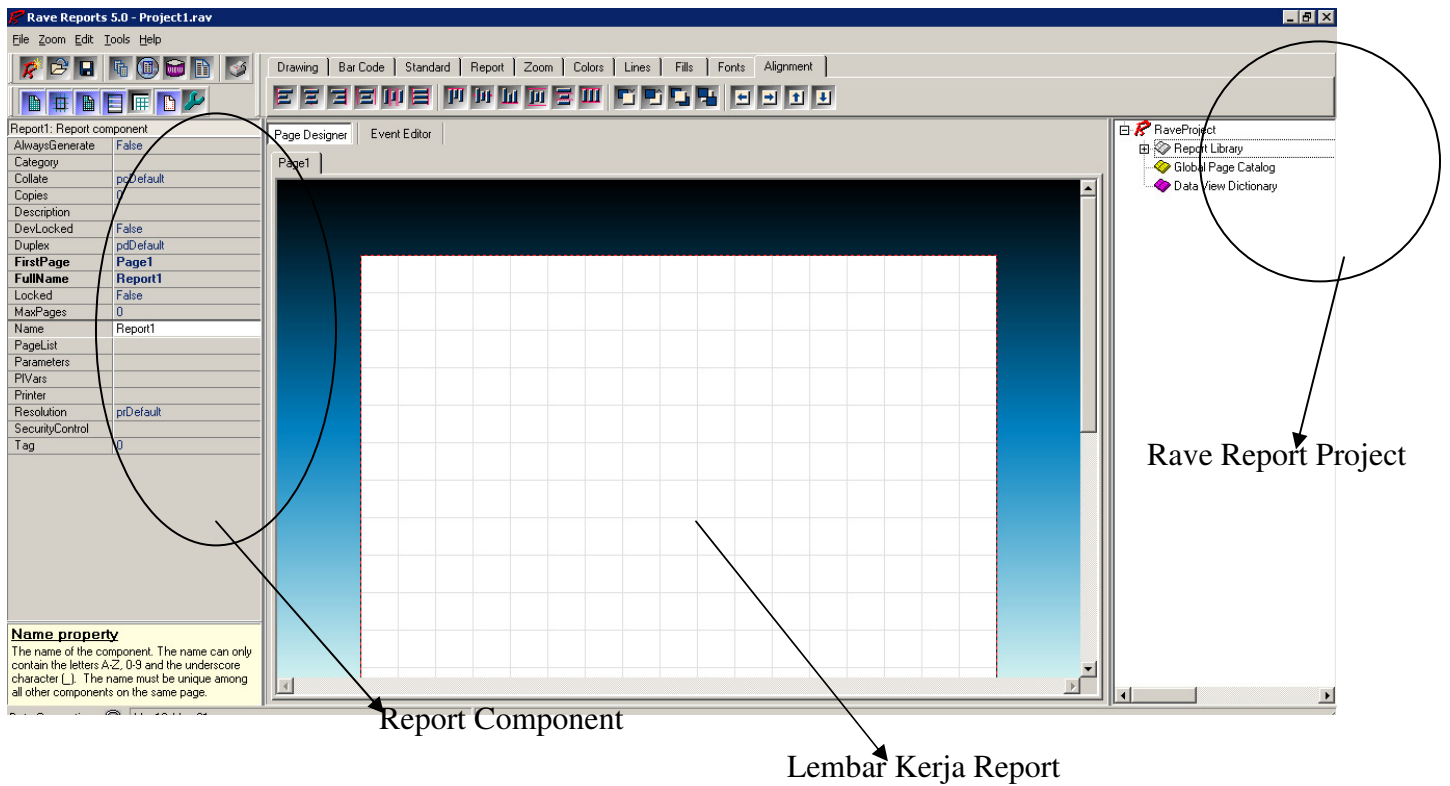 Rave Reports 5.0 - Project1.rav
File Zoom Edit Tools Help
Drawing Bar Code Standard Report Zoom Colors Lines Fills Fonts Alignment
Report1: Report component
AlwaysGenerate False
Category
Collate pcDefault
Copies 0
Description
DevLocked False
Duplex pdDefault
FirstPage Page1
FullName Report1
Locked False
MaxPages 0
Name Report1
PageList
Parameters
PIVars
Printer
Resolution prDefault
SecurityControl
Tag 0
Name property
The name of the component. The name can only
contain the letters A-Z, 0-9 and the underscore
character (_). The name must be unique among
all other components on the same page.
Page Designer Event Editor
Page1
RaveProject
Report Library
Global Page Catalog
Data View Dictionary
Rave Report Project
Report Component
Lembar Kerja Report